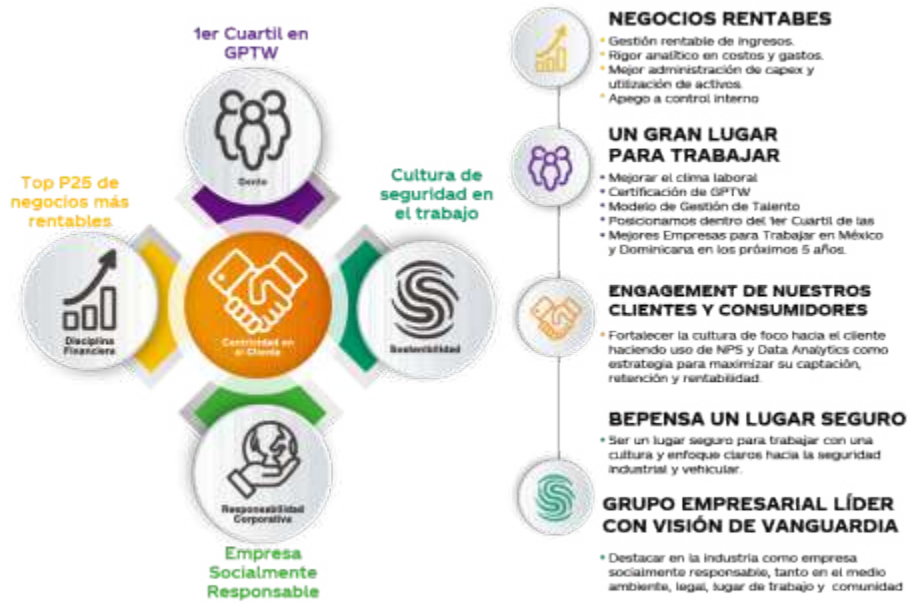 1er Cuartil en
GPTW
Gente
Top P25 de
negocios más
rentables
Cultura de
seguridad en
el trabajo
Disciplina
Financiera
Centricidad en
el Cliente
Sostenibilidad
Responsabilidad
Corporativa
Empresa
Socialmente
Responsable
NEGOCIOS RENTABES
• Gestión rentable de ingresos.
• Rigor analítico en costos y gastos.
• Mejor administración de capex y
utilización de activos.
• Apego a control interno
UN GRAN LUGAR
PARA TRABAJAR
• Mejorar el clima laboral
• Certificación de GPTW
• Modelo de Gestión de Talento
• Posicionarnos dentro del 1er Cuartil de las
• Mejores Empresas para Trabajar en México
y Dominicana en los próximos 5 años.
ENGAGEMENT DE NUESTROS
CLIENTES Y CONSUMIDORES
• Fortalecer la cultura de foco hacia el cliente
haciendo uso de NPS y Data Analytics como
estrategia para maximizar su captación,
retención y rentabilidad.
BEPENSA UN LUGAR SEGURO
• Ser un lugar seguro para trabajar con una
cultura y enfoque claros hacia la seguridad
industrial y vehicular.
GRUPO EMPRESARIAL LÍDER
CON VISIÓN DE VANGUARDIA
• Destacar en la industria como empresa
socialmente responsable, tanto en el medio
ambiente, legal, lugar de trabajo y comunidad